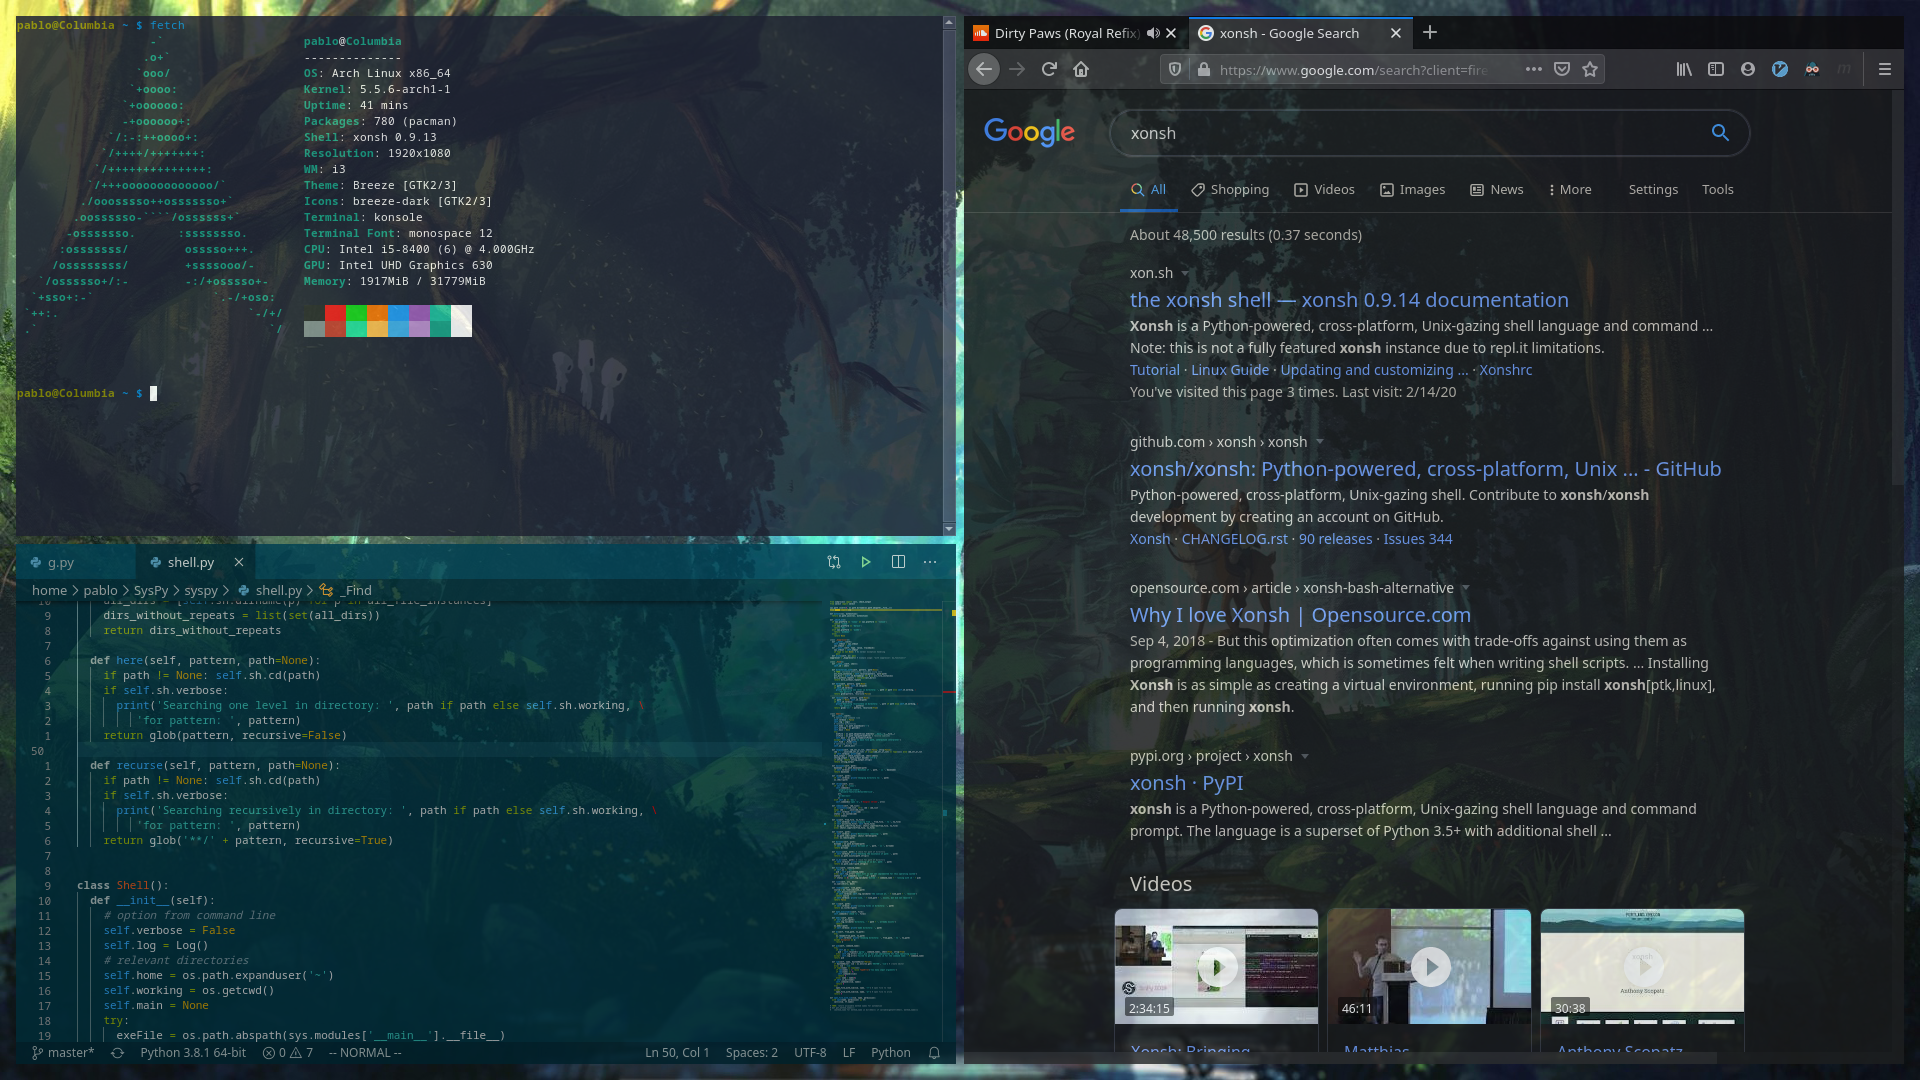 pablo@Columbia ~ $ fetch
pablo@Columbia
--------------
OS: Arch Linux x86_64
Kernel: 5.5.6-arch1-1
Uptime: 41 mins
Packages: 780 (pacman)
Shell: xonsh 0.9.13
Resolution: 1920x1080
WM: i3
Theme: Breeze [GTK2/3]
Icons: breeze-dark [GTK2/3]
Terminal: konsole
Terminal Font: monospace 12
CPU: Intel i5-8400 (6) @ 4.000GHz
GPU: Intel UHD Graphics 630
Memory: 1917MiB / 31779MiB
pablo@Columbia ~ $
g.py
shell.py
home > pablo > SysPy > syspy > shell.py > _Find
9 dirs_without_repeats = list(set(all_dirs))
8 return dirs_without_repeats
7
6 def here(self, pattern, path=None):
5 if path != None: self.sh.cd(path)
4 if self.sh.verbose:
3 print('Searching one level in directory: ', path if path else self.sh.working, \
2 'for pattern: ', pattern)
1 return glob(pattern, recursive=False)
50
1 def recurse(self, pattern, path=None):
2 if path != None: self.sh.cd(path)
3 if self.sh.verbose:
4 print('Searching recursively in directory: ', path if path else self.sh.working, \
5 'for pattern: ', pattern)
6 return glob('**/' + pattern, recursive=True)
7
8
9 class Shell():
10 def __init__(self):
11 # option from command line
12 self.verbose = False
13 self.log = Log()
14 # relevant directories
15 self.home = os.path.expanduser('~')
16 self.working = os.getcwd()
17 self.main = None
18 try:
19 exeFile = os.path.abspath(sys.modules['__main__'].__file__)
master* Python 3.8.1 64-bit 0 7 -- NORMAL -- Ln 50, Col 1 Spaces: 2 UTF-8 LF Python
Dirty Paws (Royal Refix)
xonsh - Google Search
https://www.google.com/search?client=fire
Google
xonsh
All Shopping Videos Images News More Settings Tools
About 48,500 results (0.37 seconds)
xon.sh
the xonsh shell — xonsh 0.9.14 documentation
Xonsh is a Python-powered, cross-platform, Unix-gazing shell language and command ...
Note: this is not a fully featured xonsh instance due to repl.it limitations.
Tutorial · Linux Guide · Updating and customizing ... · Xonshrc
You've visited this page 3 times. Last visit: 2/14/20
github.com › xonsh › xonsh
xonsh/xonsh: Python-powered, cross-platform, Unix ... - GitHub
Python-powered, cross-platform, Unix-gazing shell. Contribute to xonsh/xonsh
development by creating an account on GitHub.
Xonsh · CHANGELOG.rst · 90 releases · Issues 344
opensource.com › article › xonsh-bash-alternative
Why I love Xonsh | Opensource.com
Sep 4, 2018 - But this optimization often comes with trade-offs against using them as
programming languages, which is sometimes felt when writing shell scripts. ... Installing
Xonsh is as simple as creating a virtual environment, running pip install xonsh[ptk,linux],
and then running xonsh.
pypi.org › project › xonsh
xonsh · PyPI
xonsh is a Python-powered, cross-platform, Unix-gazing shell language and command
prompt. The language is a superset of Python 3.5+ with additional shell ...
Videos
2:34:15
46:11
30:38
Anthony Scopatz
Xonsh: Bringing
Matthias
Anthony Scopatz